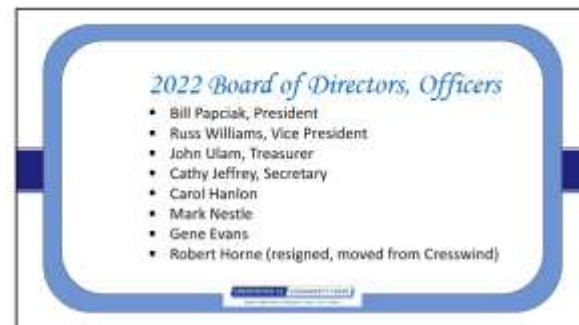 2022 Board of Directors, Officers
▪ Bill Papciak, President
▪ Russ Williams, Vice President
▪ John Ulam, Treasurer
▪ Cathy Jeffrey, Secretary
▪ Carol Hanlon
▪ Mark Nestle
▪ Gene Evans
▪ Robert Horne (resigned, moved from Cresswind)